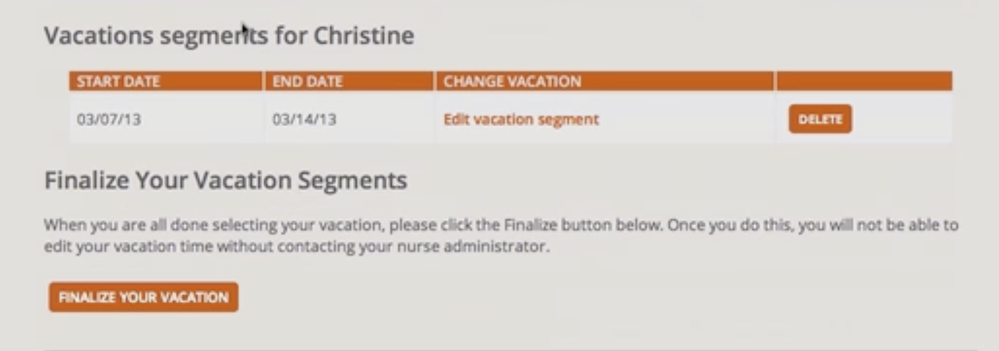 Vacations segments for Christine
START DATE END DATE CHANGE VACATION
03/07/13 03/14/13 Edit vacation segment DELETE
Finalize Your Vacation Segments
When you are all done selecting your vacation, please click the Finalize button below. Once you do this, you will not be able to
edit your vacation time without contacting your nurse administrator.
FINALIZE YOUR VACATION